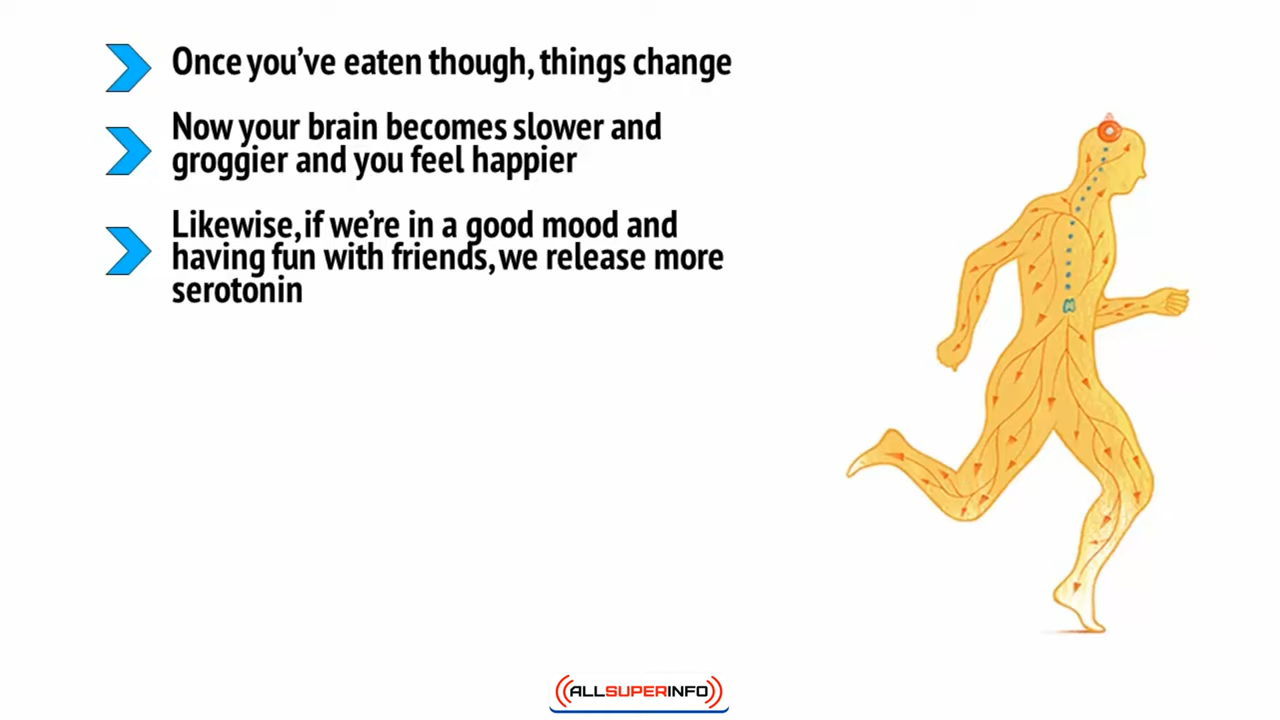 Once you've eaten though, things change
Now your brain becomes slower and
groggier and you feel happier
Likewise, if we're in a good mood and
having fun with friends, we release more
serotonin
ALLSUPERINFO